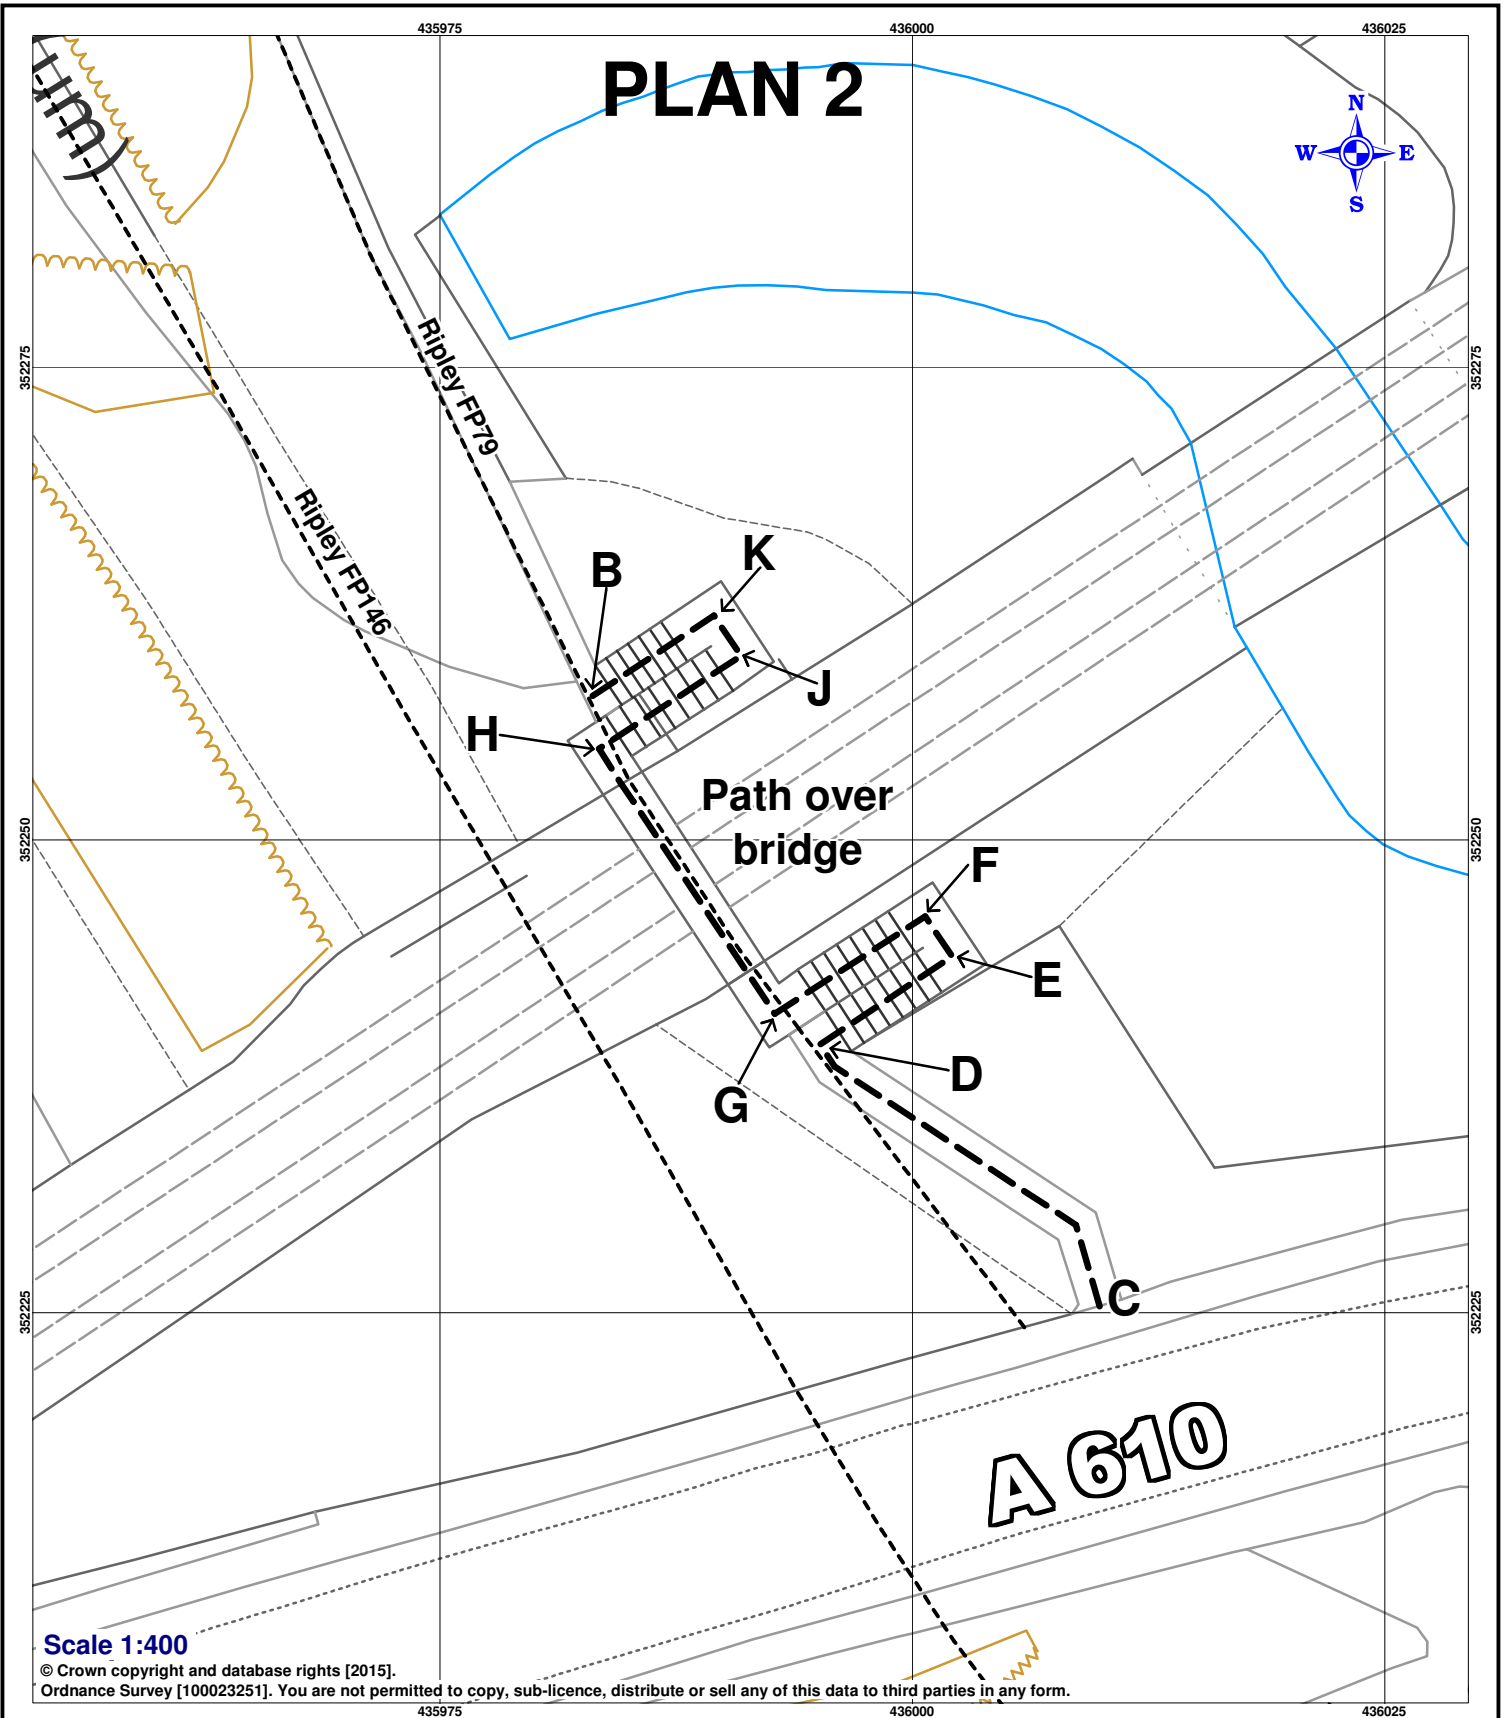 435975 436000 436025
um)
PLAN 2
N
W E
S
Ripley FP79
352275 352275
Ripley FP146
K
B
J
H
Path over
bridge
352250 352250
F
E
D
G
C
352225 352225
A 610
Scale 1:400
© Crown copyright and database rights [2015].
Ordnance Survey [100023251]. You are not permitted to copy, sub-licence, distribute or sell any of this data to third parties in any form.
435975 436000 436025